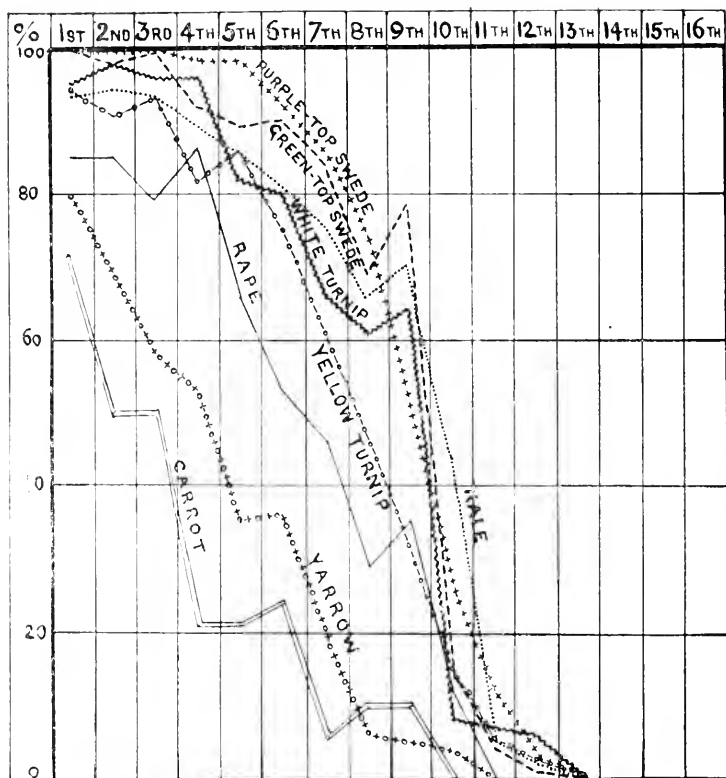 % 1ST 2ND 3RD 4TH 5TH 6TH 7TH 8TH 9TH 10TH 11TH 12TH 13TH 14TH 15TH 16TH
100
PURPLE-TOP SWEDE
GREEN-TOP SWEDE
80
WHITE TURNIP
RAPE
60
YELLOW TURNIP
40
KALE
CARROT
YARROW
20
0